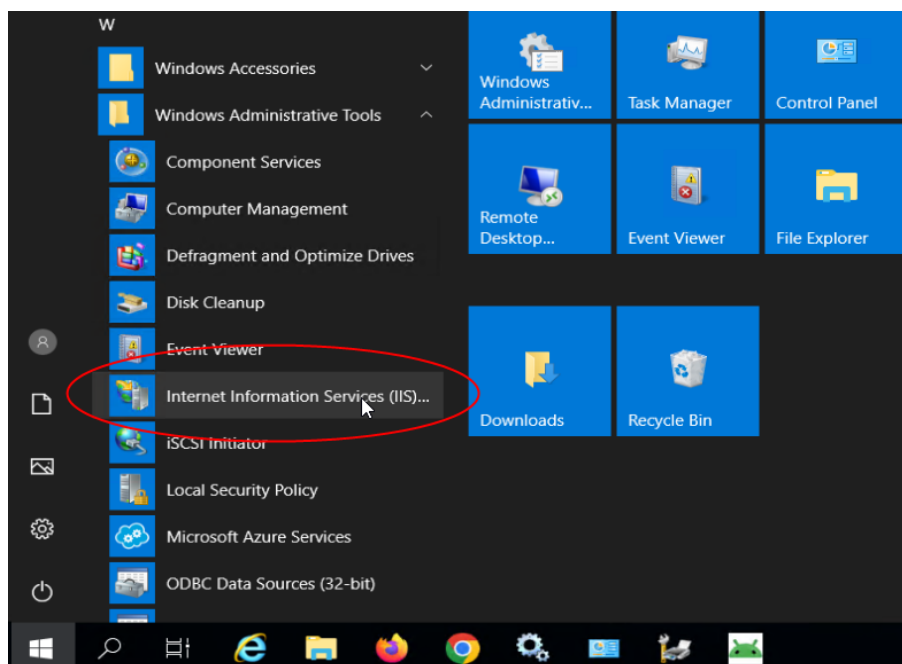 W
Windows Accessories
Windows Administrative Tools
Component Services
Computer Management
Defragment and Optimize Drives
Disk Cleanup
Event Viewer
Internet Information Services (IIS)...
iSCSI Initiator
Local Security Policy
Microsoft Azure Services
ODBC Data Sources (32-bit)
Windows
Administrativ...
Task Manager
Control Panel
Remote
Desktop...
Event Viewer
File Explorer
Downloads
Recycle Bin